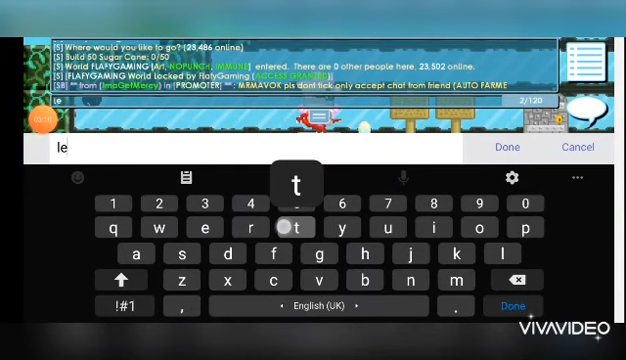 [S] Where would you like to go? (23,486 online)
[S] Build 50 Sugar Cane: 0/50
[S] World FLAFYGAMING [Art, NOPUNCH, IMMUNE] entered. There are 0 other people here, 23,502 online.
[S] [FLAFYGAMING World Locked by FlafyGaming (ACCESS GRANTED)]
[SB] ** from (ImaGetMercy) in [PROMOTER] ** : MRMAVOK pls dont tick only accept chat from friend (AUTO FARME
le
2/120
03:16
le
Done
Cancel
t
1 2 3 4 6 7 8 9 0
q w e r t y u i o p
a s d f g h j k l
z x c v b n m
!#1 , English (UK) . Done
VIVAVIDEO